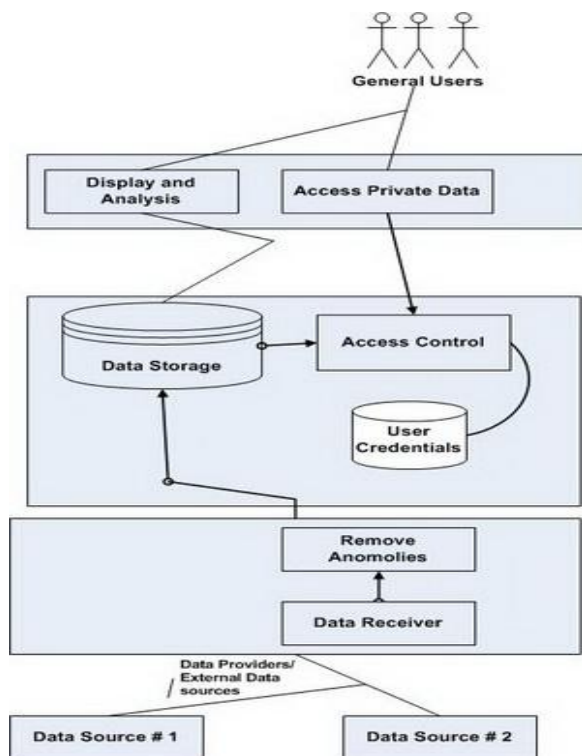 General Users
Display and
Analysis
Access Private Data
Data Storage
Access Control
User
Credentials
Remove
Anomolies
Data Receiver
Data Providers/
External Data
sources
Data Source # 1
Data Source # 2